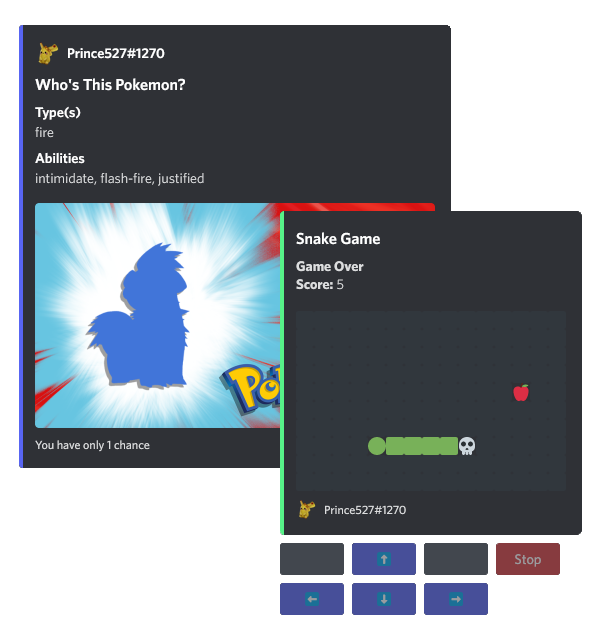 Prince527#1270
Who's This Pokemon?
Type(s)
fire
Abilities
intimidate, flash-fire, justified
You have only 1 chance
Snake Game
Game Over
Score: 5
Prince527#1270
Stop